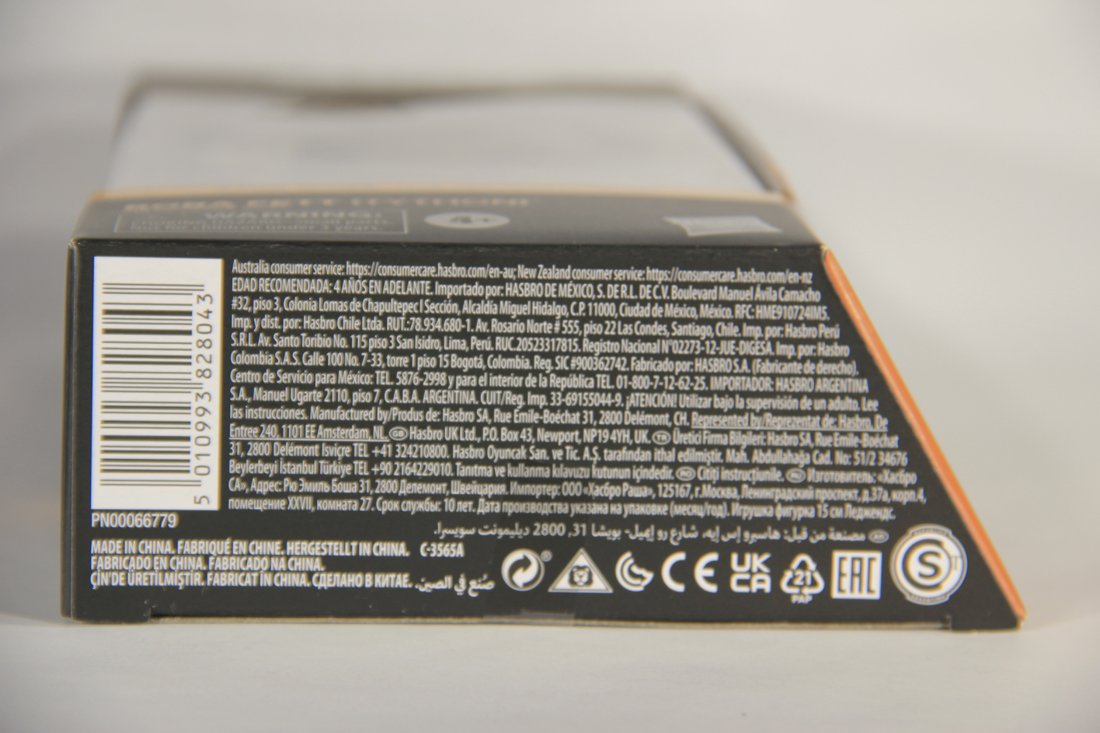 BOBA FETT (TYTHON)
WARNING:
4+
Not for children under 3 years.
Australia consumer service: https://consumercare.hasbro.com/en-au; New Zealand consumer service: https://consumercare.hasbro.com/en-nz
EDAD RECOMENDADA: 4 AÑOS EN ADELANTE. Importado por: HASBRO DE MÉXICO, S. DE R.L. DE C.V. Boulevard Manuel Ávila Camacho
#32, piso 3, Colonia Lomas de Chapultepec I Sección, Alcaldía Miguel Hidalgo, C.P. 11000, Ciudad de México, México. RFC: HME910724IM5.
Imp. y dist. por: Hasbro Chile Ltda. RUT.:78.934.680-1. Av. Rosario Norte # 555, piso 22 Las Condes, Santiago, Chile. Imp. por: Hasbro Perú
S.R.L. Av. Santo Toribio No. 115 piso 3 San Isidro, Lima, Perú. RUC.20523317815. Registro Nacional N°02273-12-JUE-DIGESA. Imp. por: Hasbro
Colombia S.A.S. Calle 100 No. 7-33, torre 1 piso 15 Bogotá, Colombia. Reg. SIC #900362742. Fabricado por: HASBRO S.A. (Fabricante de derecho).
Centro de Servicio para México: TEL. 5876-2998 y para el interior de la República TEL. 01-800-7-12-62-25. IMPORTADOR: HASBRO ARGENTINA
S.A., Manuel Ugarte 2110, piso 7, C.A.B.A. ARGENTINA. CUIT/Reg. Imp. 33-69155044-9. ¡ATENCIÓN! Utilizar bajo la supervisión de un adulto. Lee
las instrucciones. Manufactured by/Produs de: Hasbro SA, Rue Emile-Boéchat 31, 2800 Delémont, CH. Represented by/Reprezentat de: Hasbro, De
Entree 240, 1101 EE Amsterdam, NL. GB Hasbro UK Ltd., P.O. Box 43, Newport, NP19 4YH, UK. TR Üretici Firma Bilgileri: Hasbro SA, Rue Emile-Boéchat
31, 2800 Delémont İsviçre TEL +41 324210800. Hasbro Oyuncak San. ve Tic. A.Ş. tarafından ithal edilmiştir. Mah. Abdullahağa Cad. No: 51/2 34676
Beylerbeyi İstanbul Türkiye TEL +90 2164229010. Tanıtma ve kullanma kılavuzu kutunun içindedir. RO Citiți instrucțiunile. RU Изготовитель: «Хасбро
СА», Адрес: Рю Эмиль Боша 31, 2800 Делемонт, Швейцария. Импортер: ООО «Хасбро Раша», 125167, г.Москва, Ленинградский проспект, д.37а, корп.4,
помещение XXVII, комната 27. Срок службы: 10 лет. Дата производства указана на упаковке (месяц/год). Игрушка фигурка 15 см Леджендс.
مصنعة من قبل: هاسبرو إس إيه، شارع رو إميل- بويشا 31, 2800 ديليمونت سويسرا.
5 010993 828043
PN00066779
MADE IN CHINA. FABRIQUÉ EN CHINE. HERGESTELLT IN CHINA. C-3565A
FABRICADO EN CHINA. FABRICADO NA CHINA.
ÇİN'DE ÜRETİLMİŞTİR. FABRICAT ÎN CHINA. СДЕЛАНО В КИТАЕ. صُنع في الصين.
CE
UK
CA
21
PAP
EAC
S